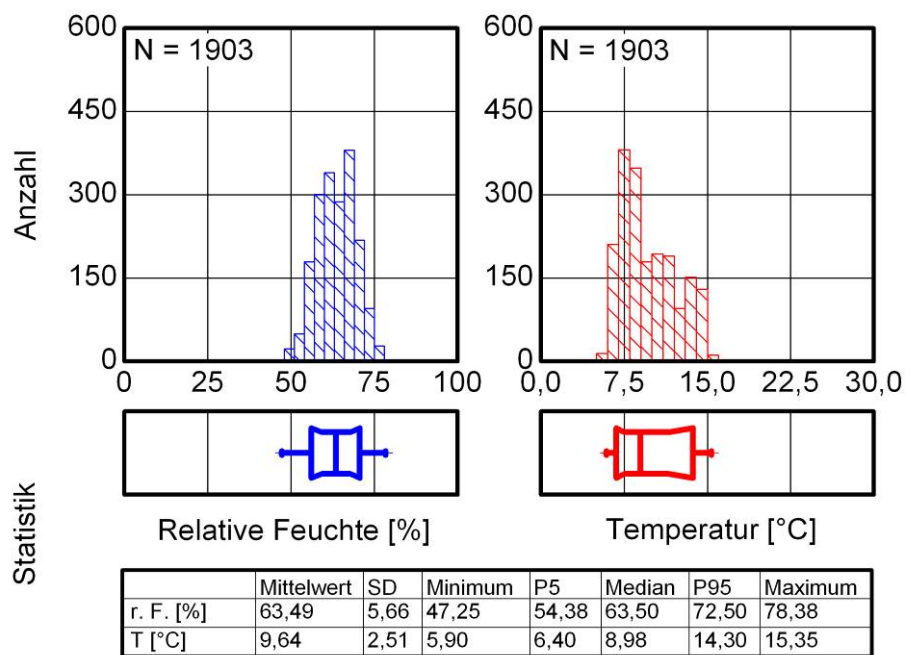 600
N = 1903
450
300
150
0
0 25 50 75 100
600
N = 1903
450
300
150
0
0,0 7,5 15,0 22,5 30,0
Anzahl
Statistik
Relative Feuchte [%]
Temperatur [°C]
Mittelwert SD Minimum P5 Median P95 Maximum
r. F. [%] 63,49 5,66 47,25 54,38 63,50 72,50 78,38
T [°C] 9,64 2,51 5,90 6,40 8,98 14,30 15,35